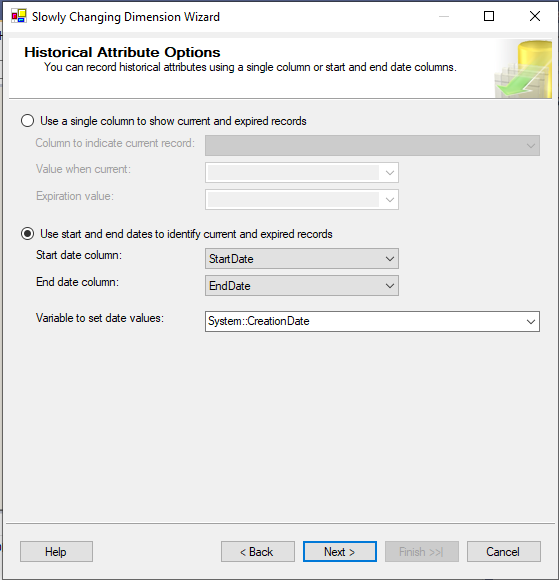 Slowly Changing Dimension Wizard
Historical Attribute Options
You can record historical attributes using a single column or start and end date columns.
Use a single column to show current and expired records
Column to indicate current record:
Value when current:
Expiration value:
Use start and end dates to identify current and expired records
Start date column: StartDate
End date column: EndDate
Variable to set date values: System::CreationDate
Help < Back Next > Finish >>| Cancel